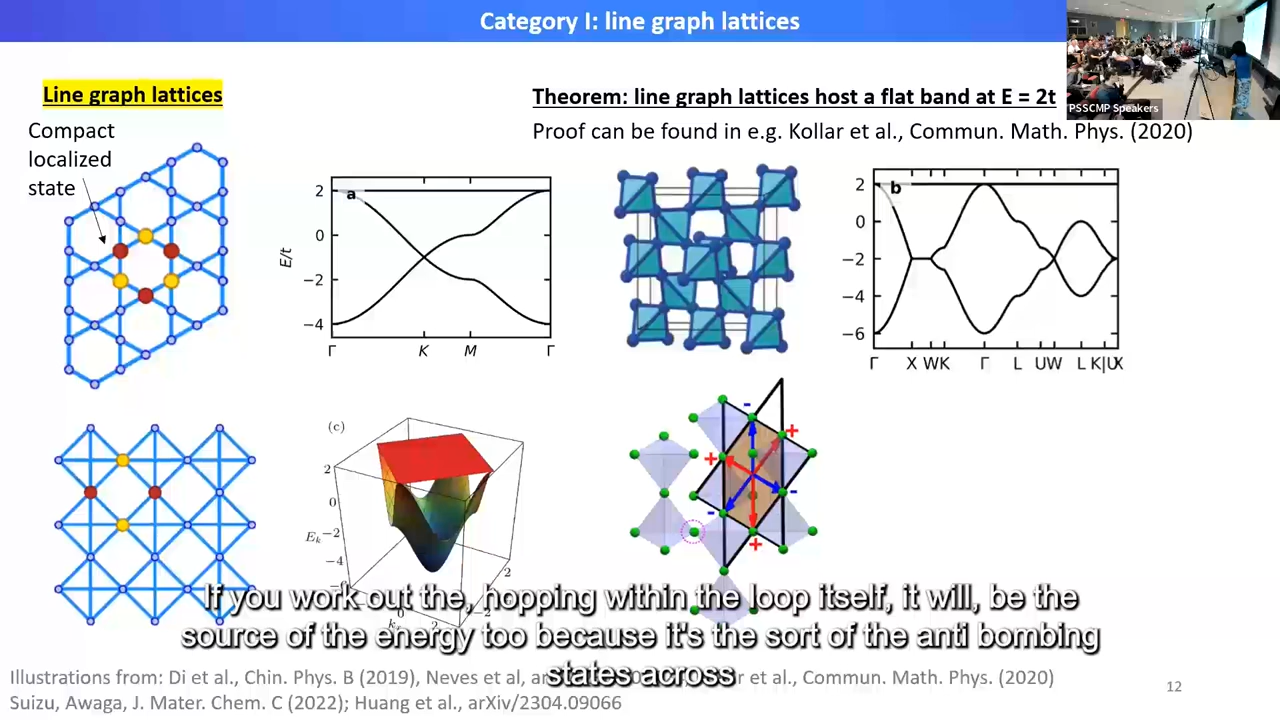 Category I: line graph lattices
PSSCMP Speakers
Line graph lattices
Compact
localized
state
Theorem: line graph lattices host a flat band at E = 2t
Proof can be found in e.g. Kollar et al., Commun. Math. Phys. (2020)
a
2
0
−2
−4
E/t
Γ K M Γ
b
2
0
−2
−4
−6
Γ X WK Γ L UW L K|UX
(c)
2
0
E_k −2
−4
2
0
2
k
- + + - - +
If you work out the, hopping within the loop itself, it will, be the
source of the energy too because it's the sort of the anti bombing
states across
Illustrations from: Di et al., Chin. Phys. B (2019), Neves et al, et al., Commun. Math. Phys. (2020)
Suizu, Awaga, J. Mater. Chem. C (2022); Huang et al., arXiv/2304.09066
12